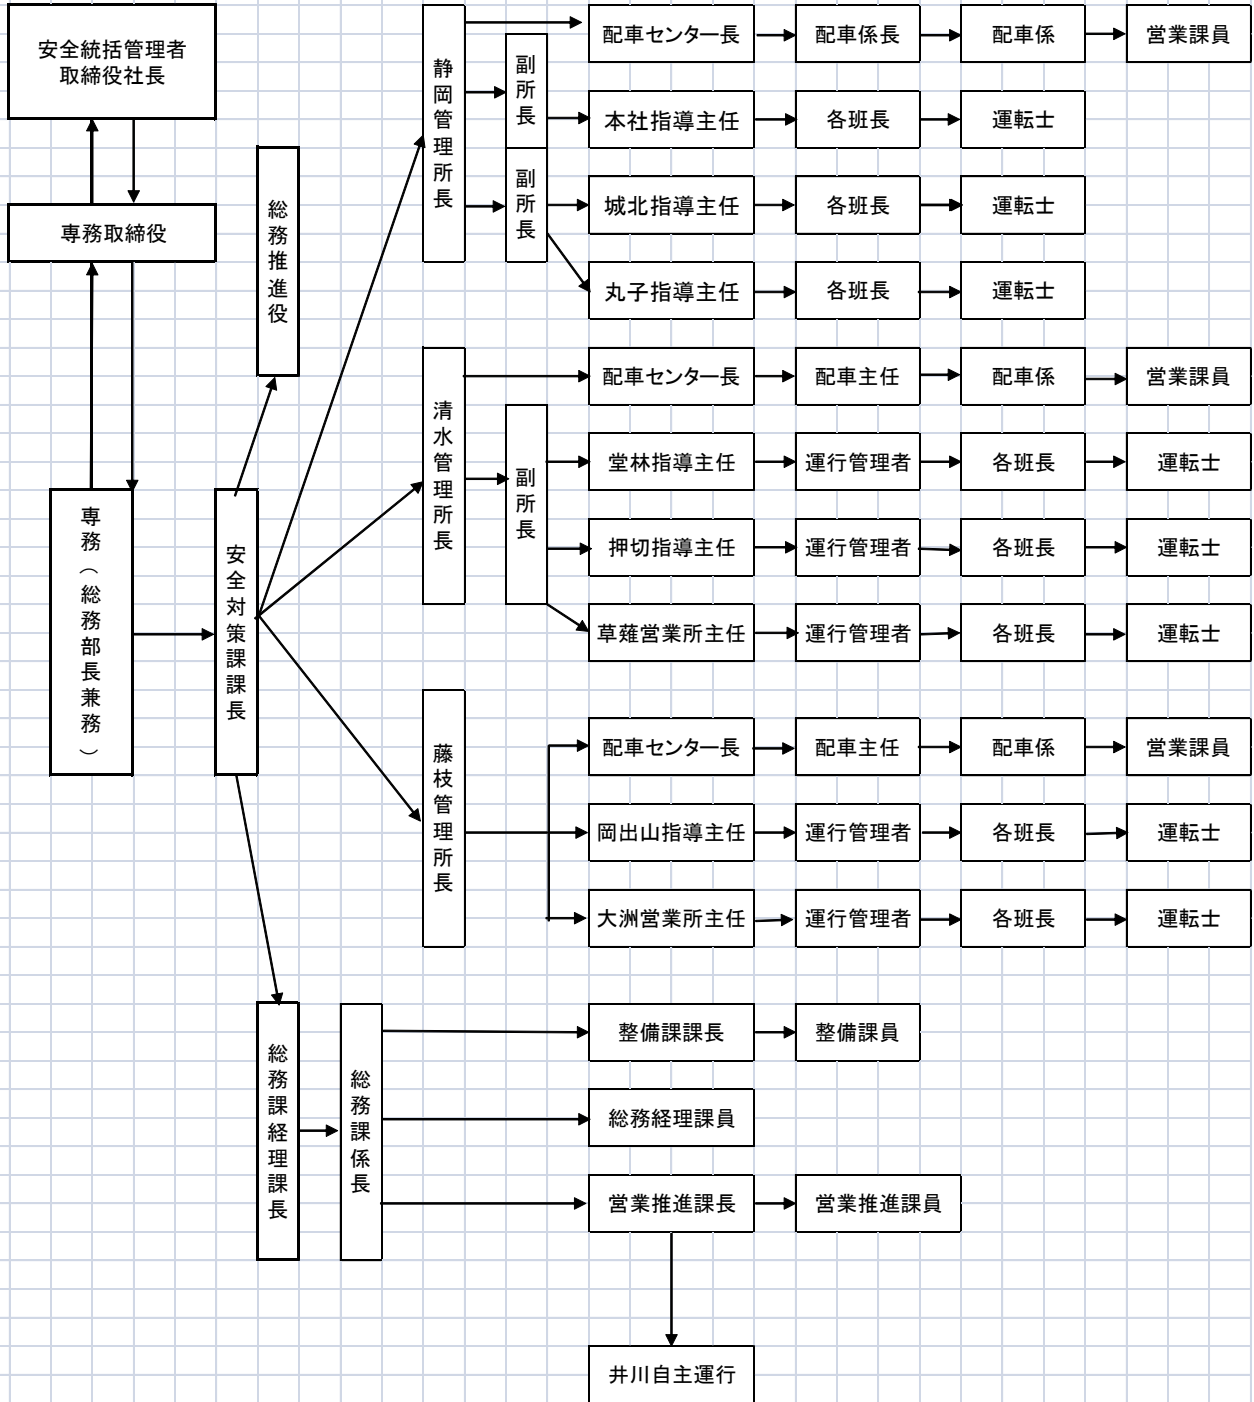 安全統括管理者
取締役社長
専務取締役
専務（総務部長兼務）
安全対策課課長
総務推進役
静岡管理所長
副所長
副所長
配車センター長
配車係長
配車係
営業課員
本社指導主任
各班長
運転士
城北指導主任
各班長
運転士
丸子指導主任
各班長
運転士
清水管理所長
副所長
配車センター長
配車主任
配車係
営業課員
堂林指導主任
運行管理者
各班長
運転士
押切指導主任
運行管理者
各班長
運転士
草薙営業所主任
運行管理者
各班長
運転士
藤枝管理所長
配車センター長
配車主任
配車係
営業課員
岡出山指導主任
運行管理者
各班長
運転士
大洲営業所主任
運行管理者
各班長
運転士
総務課経理課長
総務課係長
整備課課長
整備課員
総務経理課員
営業推進課長
営業推進課員
井川自主運行